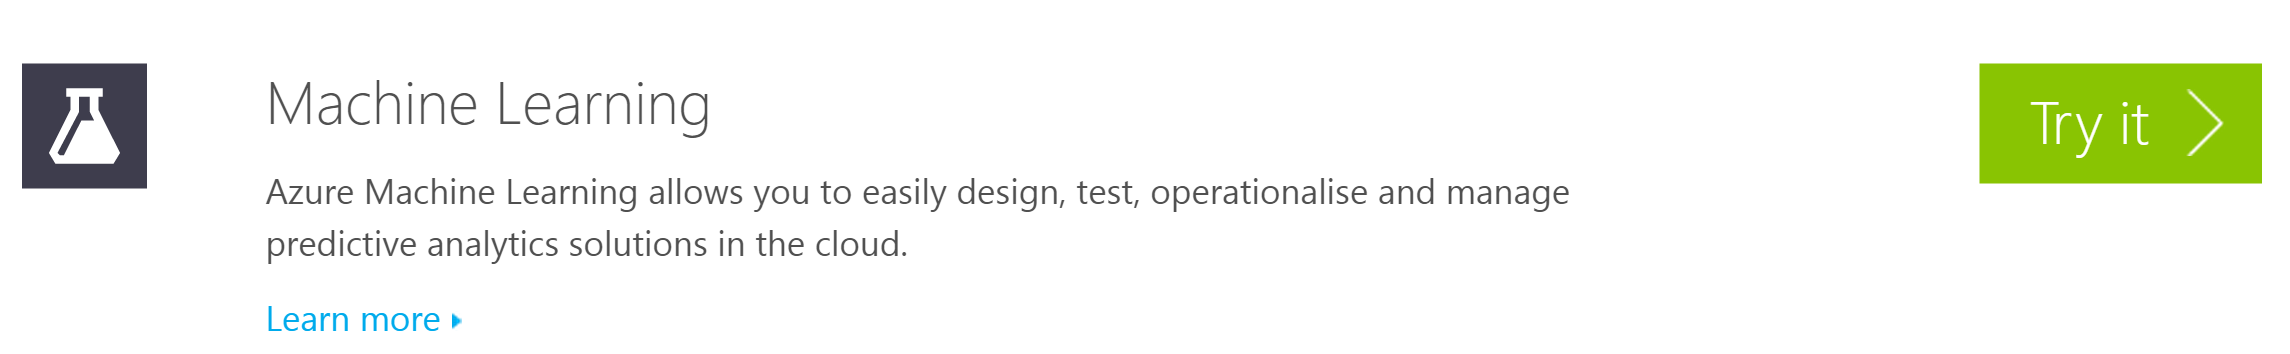 Machine Learning
Try it
Azure Machine Learning allows you to easily design, test, operationalise and manage
predictive analytics solutions in the cloud.
Learn more